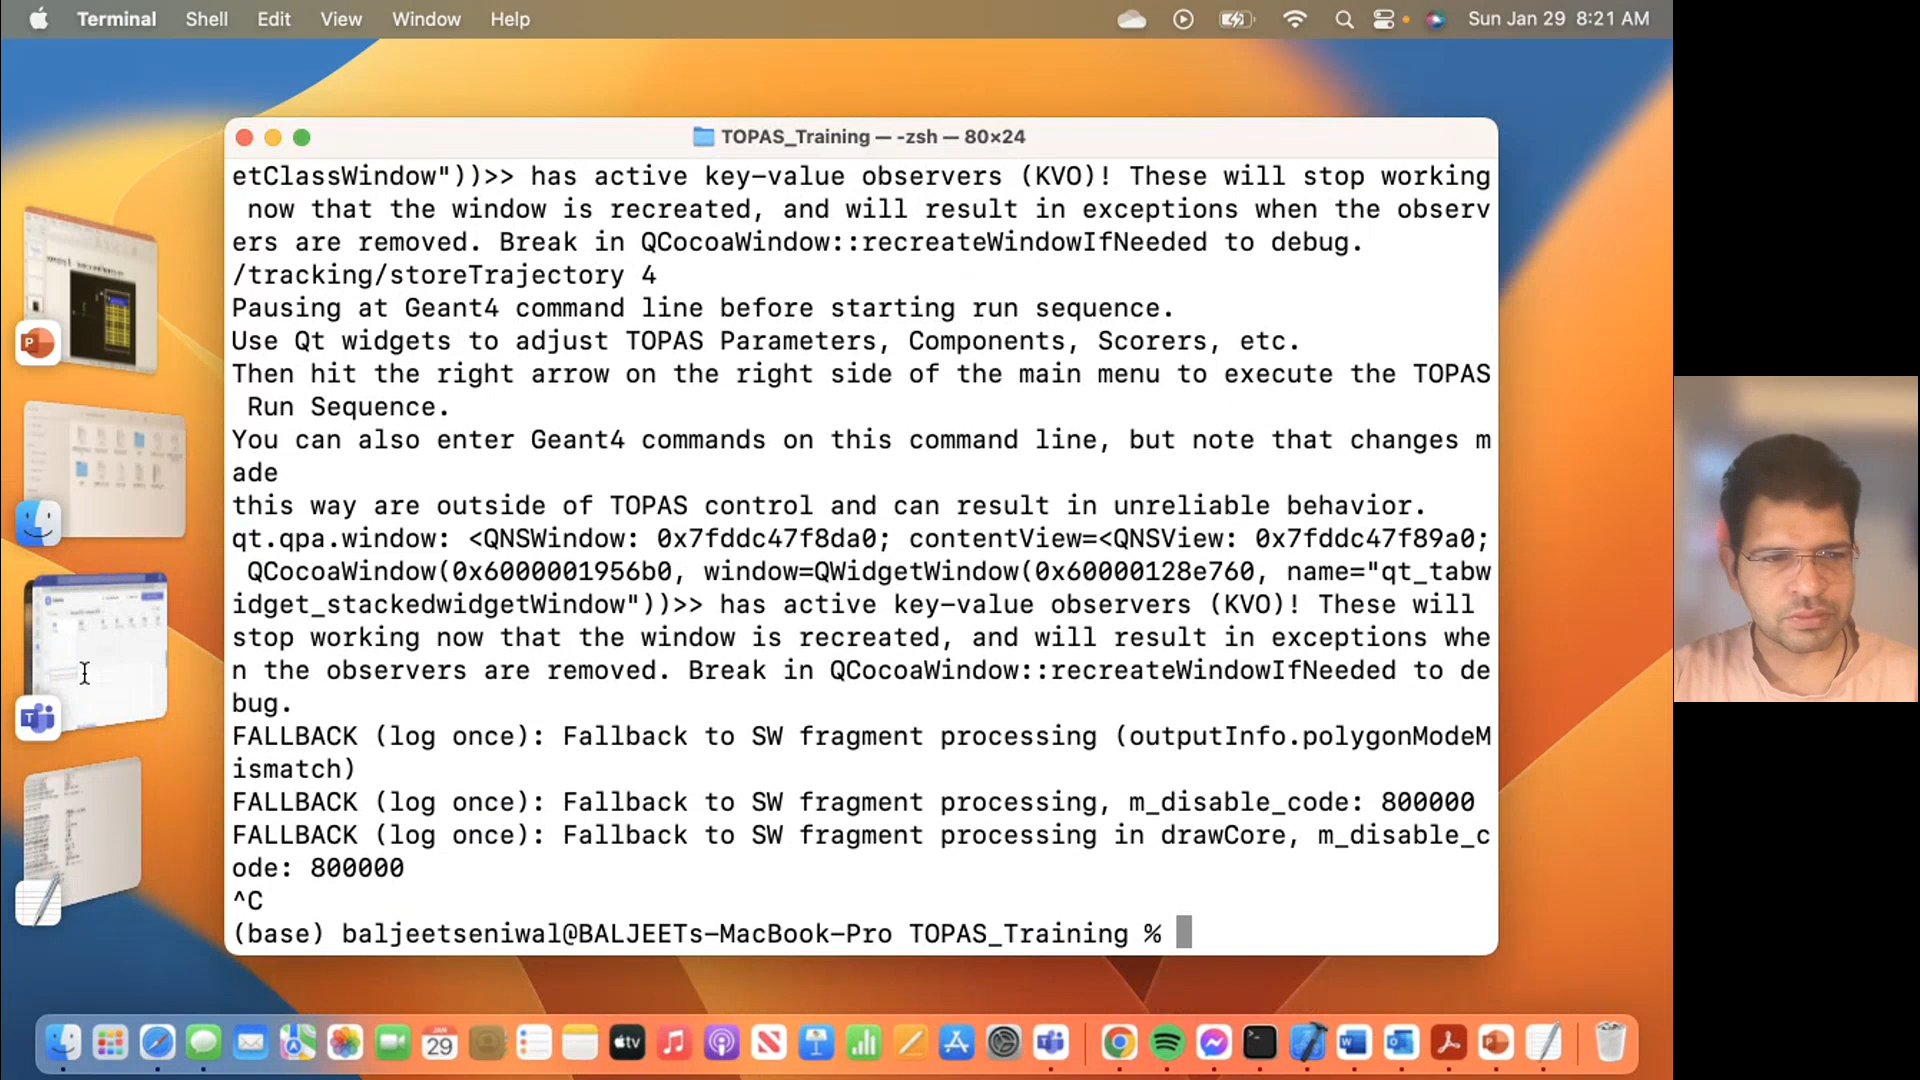 Terminal Shell Edit View Window Help Sun Jan 29 8:21 AM
TOPAS_Training — -zsh — 80×24
etClassWindow"))>> has active key-value observers (KVO)! These will stop working
now that the window is recreated, and will result in exceptions when the observ
ers are removed. Break in QCocoaWindow::recreateWindowIfNeeded to debug.
/tracking/storeTrajectory 4
Pausing at Geant4 command line before starting run sequence.
Use Qt widgets to adjust TOPAS Parameters, Components, Scorers, etc.
Then hit the right arrow on the right side of the main menu to execute the TOPAS
Run Sequence.
You can also enter Geant4 commands on this command line, but note that changes m
ade
this way are outside of TOPAS control and can result in unreliable behavior.
qt.qpa.window: <QNSWindow: 0x7fddc47f8da0; contentView=<QNSView: 0x7fddc47f89a0;
QCocoaWindow(0x6000001956b0, window=QWidgetWindow(0x60000128e760, name="qt_tabw
idget_stackedwidgetWindow"))>> has active key-value observers (KVO)! These will
stop working now that the window is recreated, and will result in exceptions whe
n the observers are removed. Break in QCocoaWindow::recreateWindowIfNeeded to de
bug.
FALLBACK (log once): Fallback to SW fragment processing (outputInfo.polygonModeM
ismatch)
FALLBACK (log once): Fallback to SW fragment processing, m_disable_code: 800000
FALLBACK (log once): Fallback to SW fragment processing in drawCore, m_disable_c
ode: 800000
^C
(base) baljeetseniwal@BALJEETs-MacBook-Pro TOPAS_Training %
P
T
JAN
29
tv
W
P